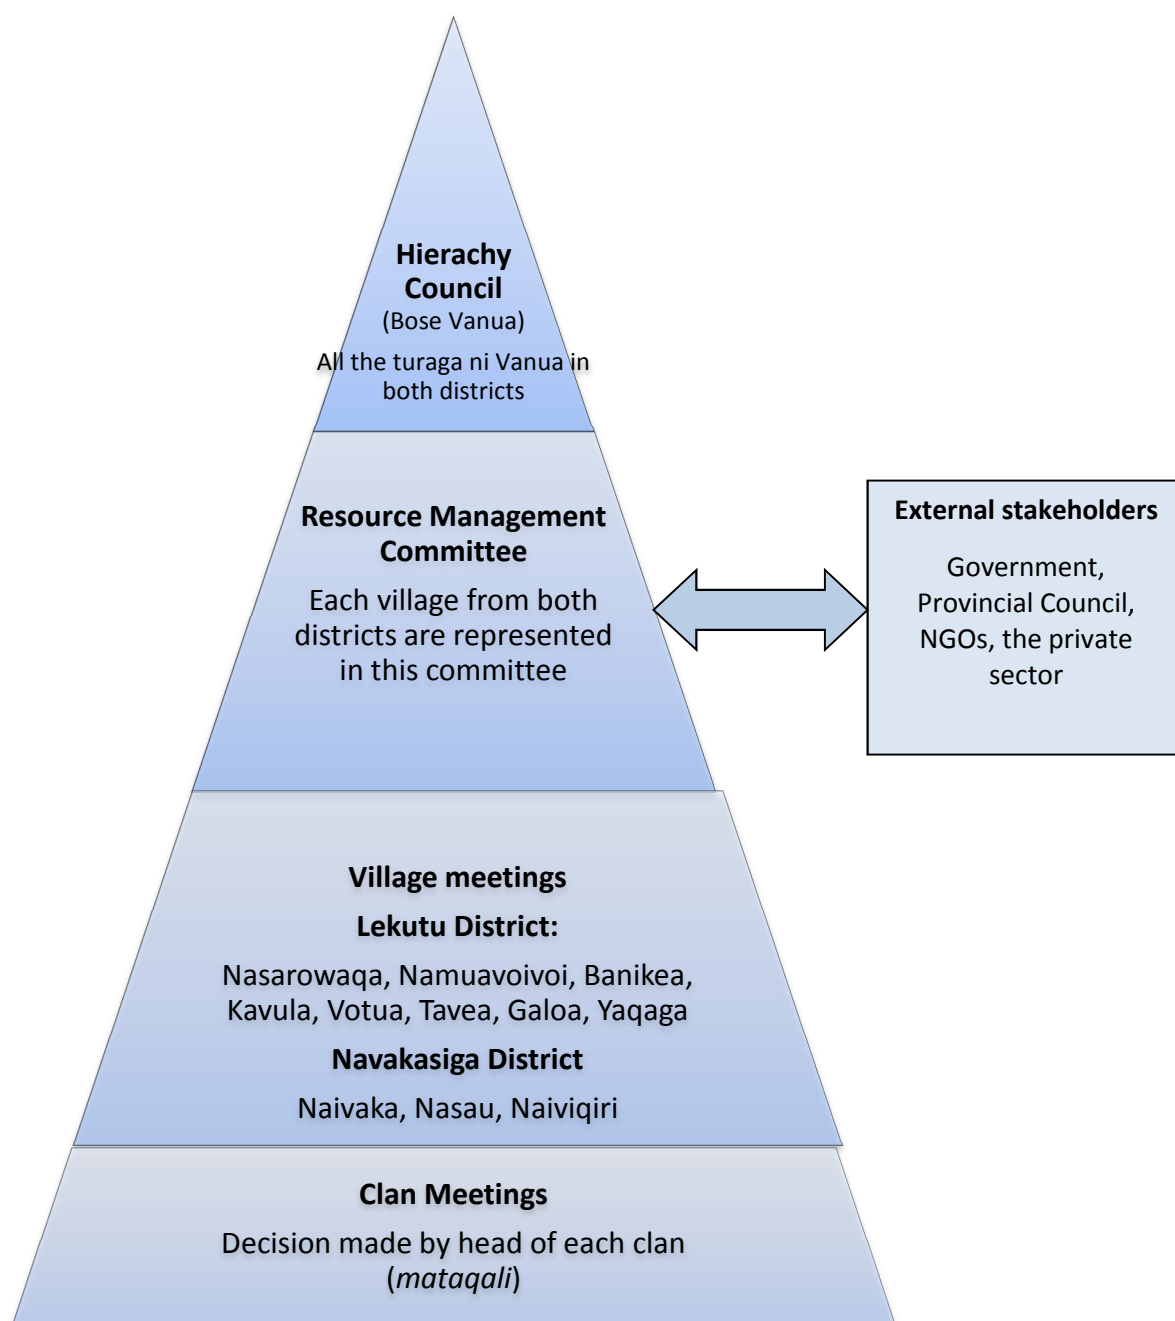 Hierachy
Council
(Bose Vanua)
All the turaga ni Vanua in
both districts
Resource Management
Committee
Each village from both
districts are represented
in this committee
External stakeholders
Government,
Provincial Council,
NGOs, the private
sector
Village meetings
Lekutu District:
Nasarowaqa, Namuavoivoi, Banikea,
Kavula, Votua, Tavea, Galoa, Yaqaga
Navakasiga District
Naivaka, Nasau, Naiviqiri
Clan Meetings
Decision made by head of each clan
(mataqali)